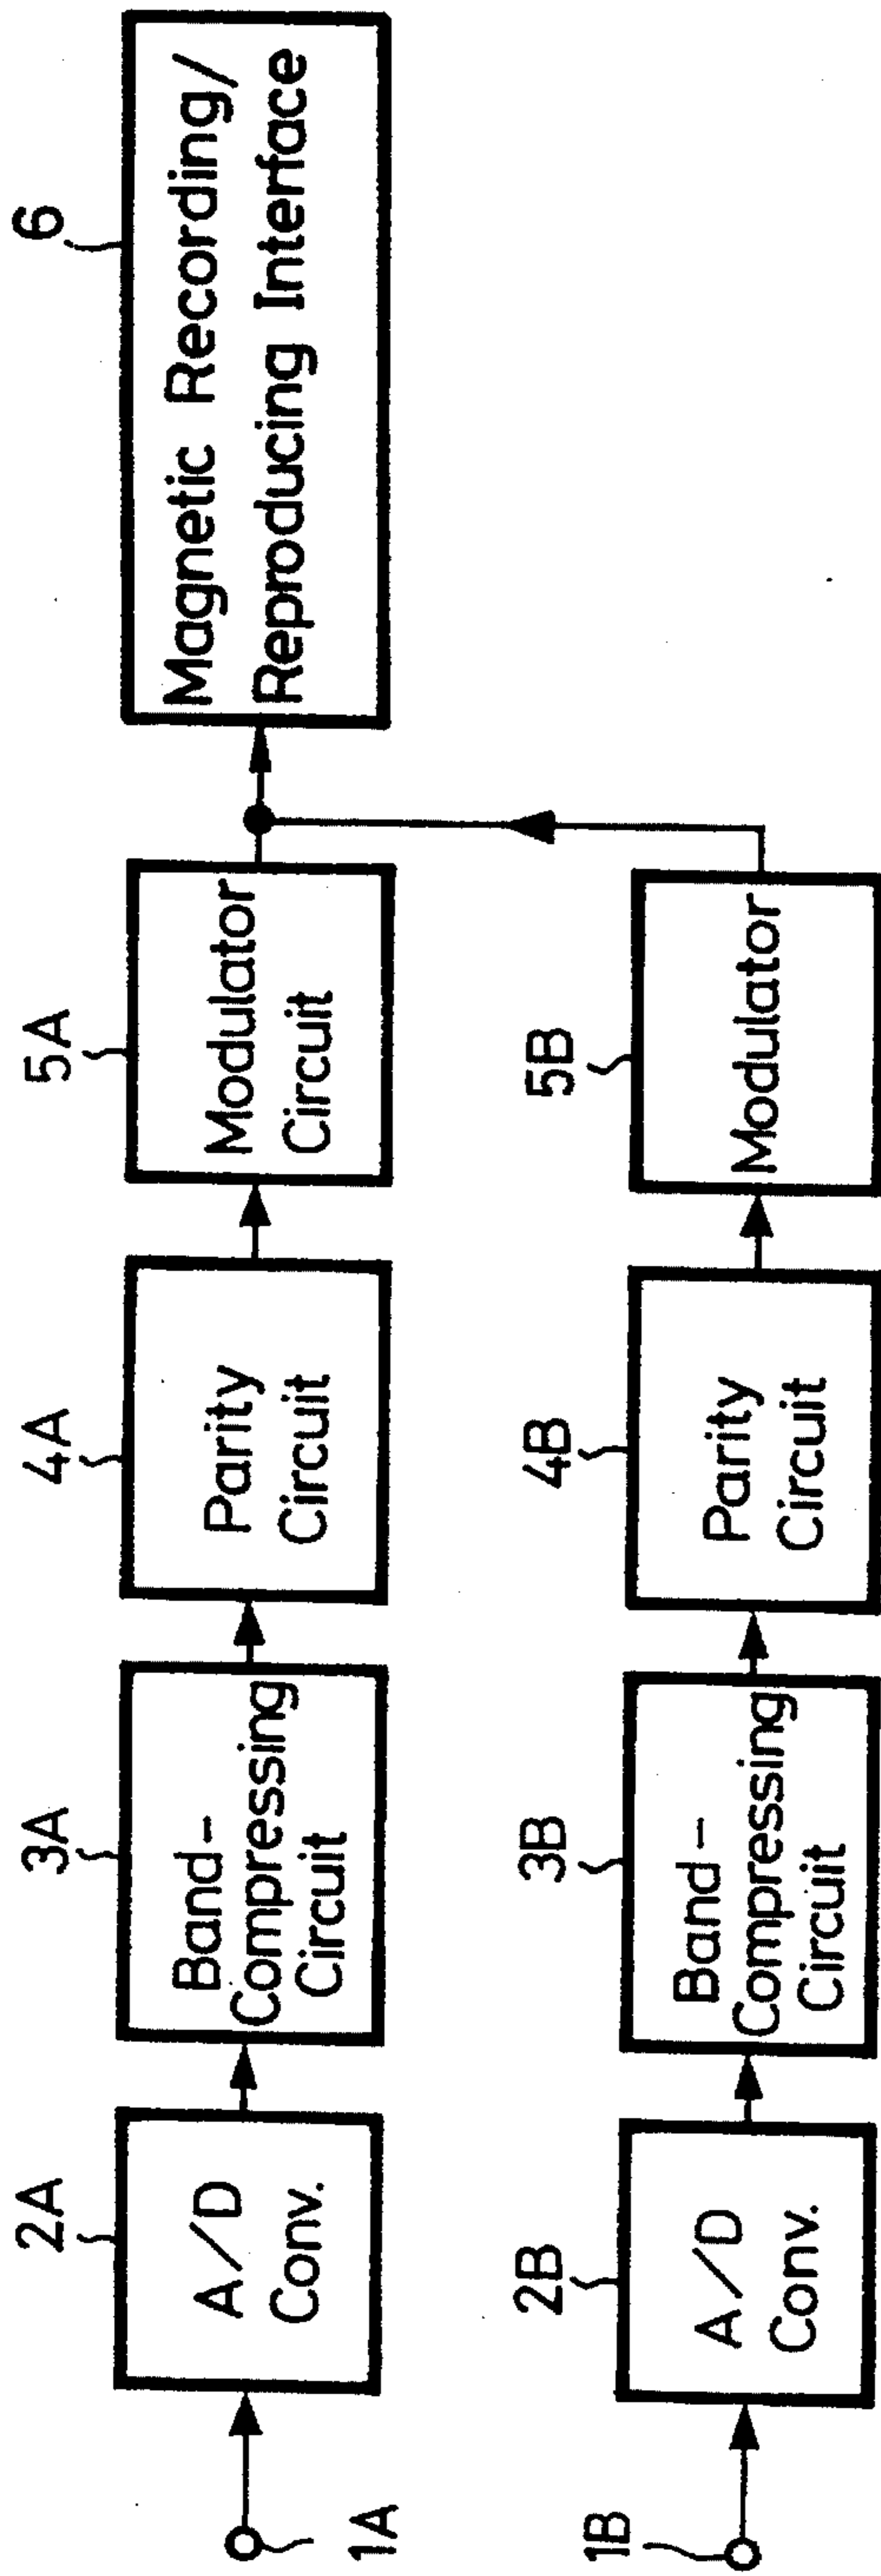 1A
2A
A/D
Conv.
3A
Band-
Compressing
Circuit
4A
Parity
Circuit
5A
Modulator
Circuit
6
Magnetic Recording/
Reproducing Interface
1B
2B
A/D
Conv.
3B
Band-
Compressing
Circuit
4B
Parity
Circuit
5B
Modulator